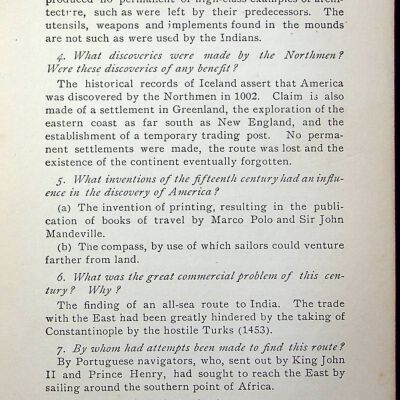 produced no permanent or high-class examples of archi-
tecture, such as were left by their predecessors. The
utensils, weapons and implements found in the mounds
are not such as were used by the Indians.
4. What discoveries were made by the Northmen?
Were these discoveries of any benefit?
The historical records of Iceland assert that America
was discovered by the Northmen in 1002. Claim is also
made of a settlement in Greenland, the exploration of the
eastern coast as far south as New England, and the
establishment of a temporary trading post. No perma-
nent settlements were made, the route was lost and the
existence of the continent eventually forgotten.
5. What inventions of the fifteenth century had an influ-
ence in the discovery of America?
(a) The invention of printing, resulting in the publi-
cation of books of travel by Marco Polo and Sir John
Mandeville.
(b) The compass, by use of which sailors could venture
farther from land.
6. What was the great commercial problem of this cen-
tury? Why?
The finding of an all-sea route to India. The trade
with the East had been greatly hindered by the taking of
Constantinople by the hostile Turks (1453).
7. By whom had attempts been made to find this route?
By Portuguese navigators, who, sent out by King John
II and Prince Henry, had sought to reach the East by
sailing around the southern point of Africa.